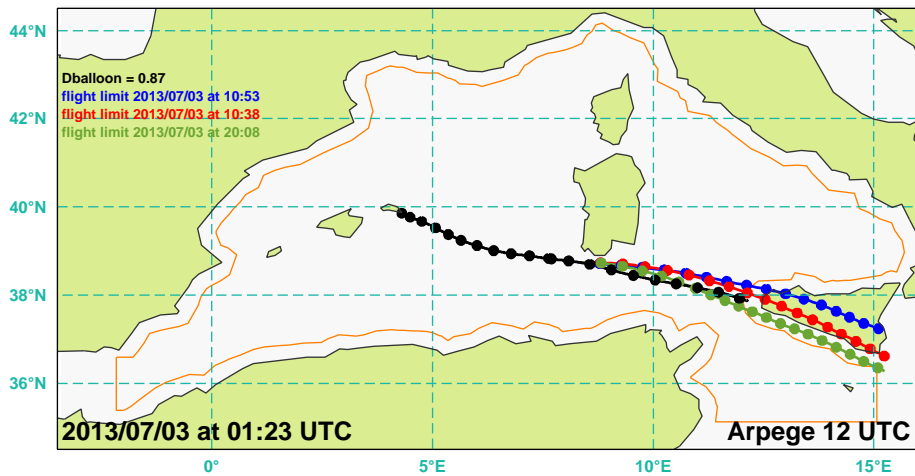 44°N
Dballoon = 0.87
flight limit 2013/07/03 at 10:53
flight limit 2013/07/03 at 10:38
flight limit 2013/07/03 at 20:08
42°N
40°N
38°N
36°N
2013/07/03 at 01:23 UTC
Arpege 12 UTC
0°
5°E
10°E
15°E